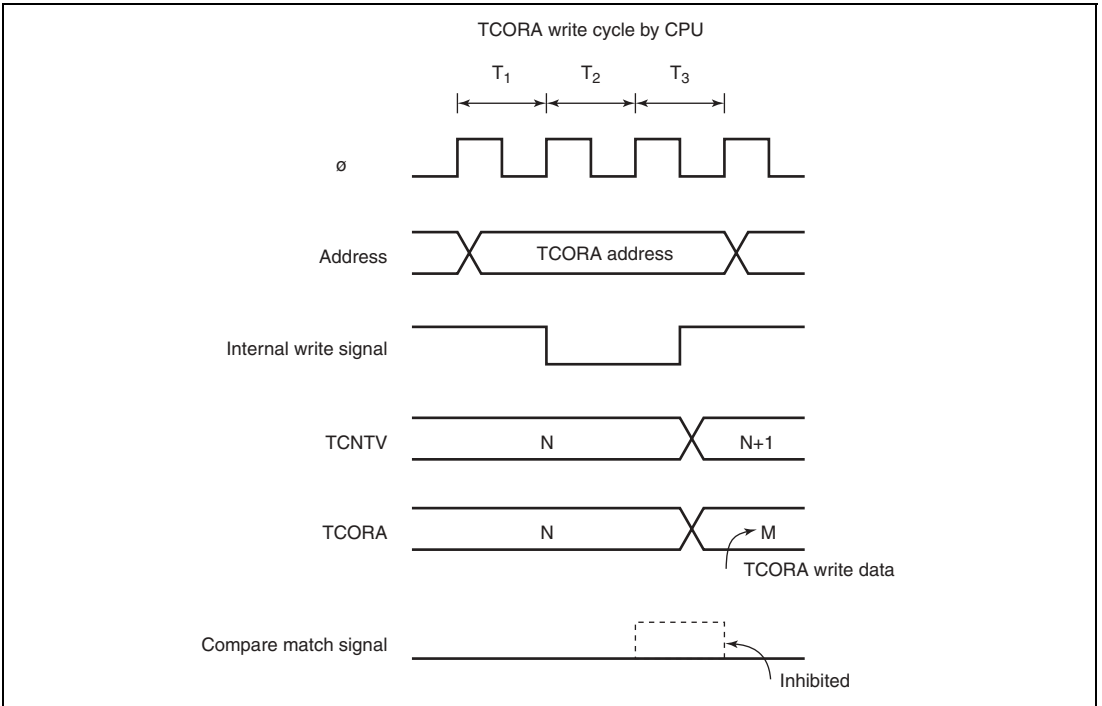 TCORA write cycle by CPU
T1 T2 T3
ø
Address TCORA address
Internal write signal
TCNTV N N+1
TCORA N M
TCORA write data
Compare match signal
Inhibited